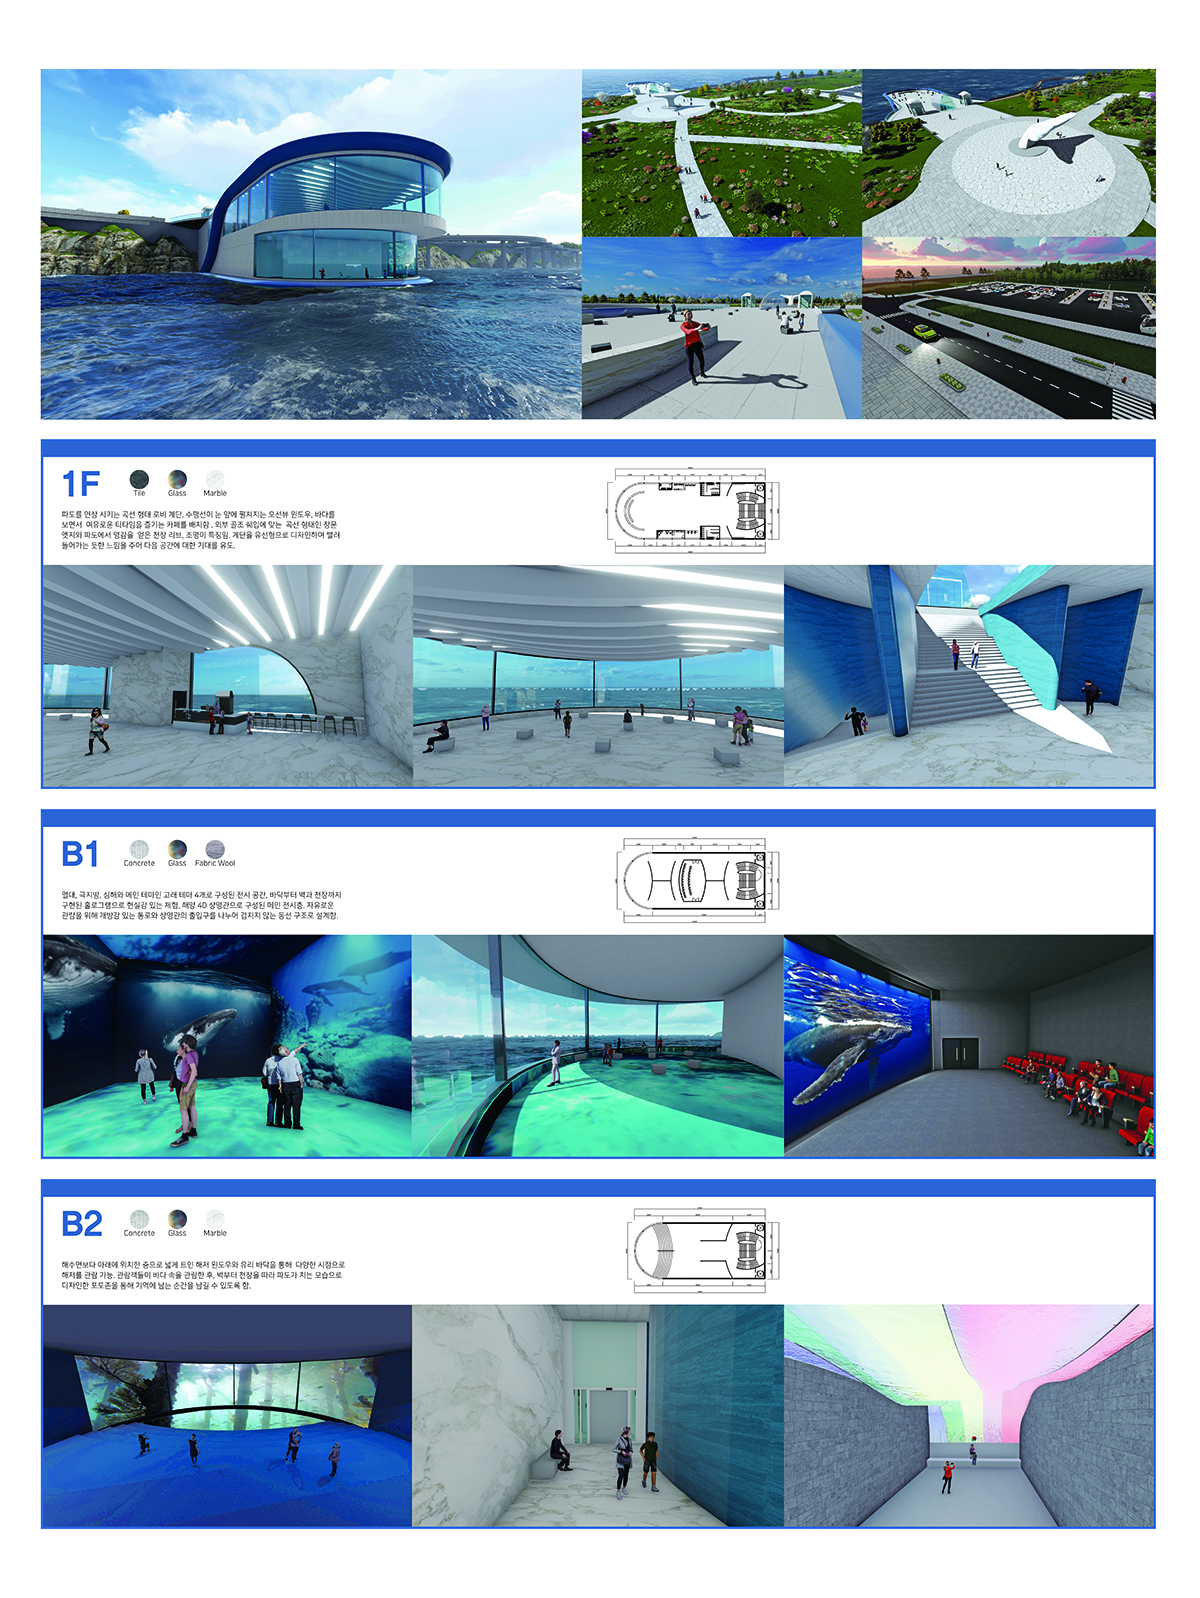 1F
Tile Glass Marble
파도를 연상 시키는 곡선 형태 로비 계단, 수평선이 눈 앞에 펼쳐지는 오션뷰 윈도우, 바다를
보면서 여유로운 티타임을 즐기는 카페를 배치함. 외부 골조 쉐입에 맞는 곡선 형태인 창문
엣지와 파도에서 영감을 얻은 천장 리브, 조명이 특징임. 계단을 유선형으로 디자인하여 빨려
들어가는 듯한 느낌을 주어 다음 공간에 대한 기대를 유도.
B1
Concrete Glass Fabric Wool
열대, 극지방, 심해와 메인 테마인 고래 테마 4개로 구성된 전시 공간, 바닥부터 벽과 천장까지
구현된 홀로그램으로 현실감 있는 체험, 해양 4D 상영관으로 구성된 메인 전시층. 자유로운
관람을 위해 개방감 있는 통로와 상영관의 출입구를 나누어 겹치지 않는 동선 구조로 설계함.
B2
Concrete Glass Marble
해수면보다 아래에 위치한 층으로 넓게 트인 해저 윈도우와 유리 바닥을 통해 다양한 시점으로
해저를 관람 가능. 관람객들이 바다 속을 관람한 후, 벽부터 천장을 따라 파도가 치는 모습으로
디자인한 포토존을 통해 기억에 남는 순간을 남길 수 있도록 함.